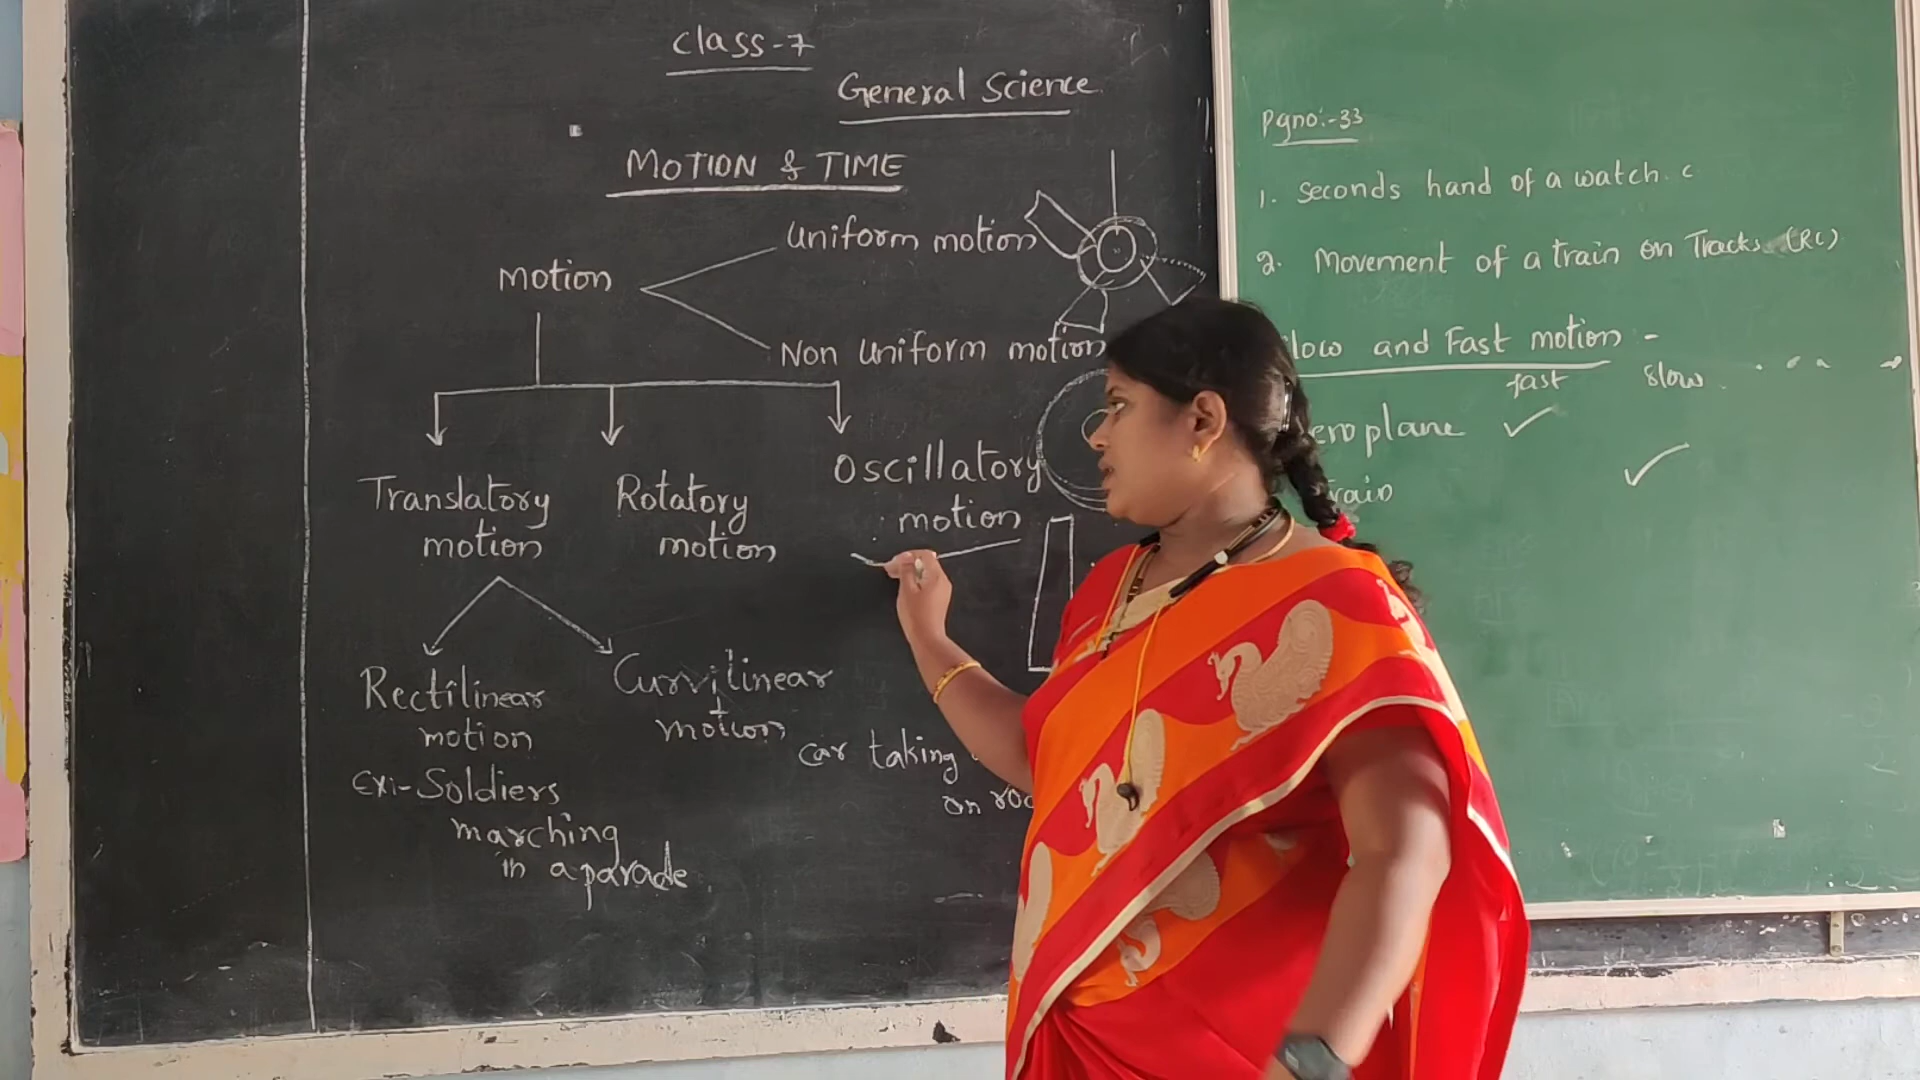 Class-7
General Science
MOTION & TIME
Motion
Uniform motion
Non Uniform motion
Translatory
motion
Rotatory
motion
Oscillatory
motion
Rectilinear
motion
Exi-Soldiers
marching
in a parade
Curvilinear
motion
car taking
on
Pgno:-33
1. Seconds hand of a watch. C
2. Movement of a train on Tracks. (RC)
and Fast motion -
fast slow